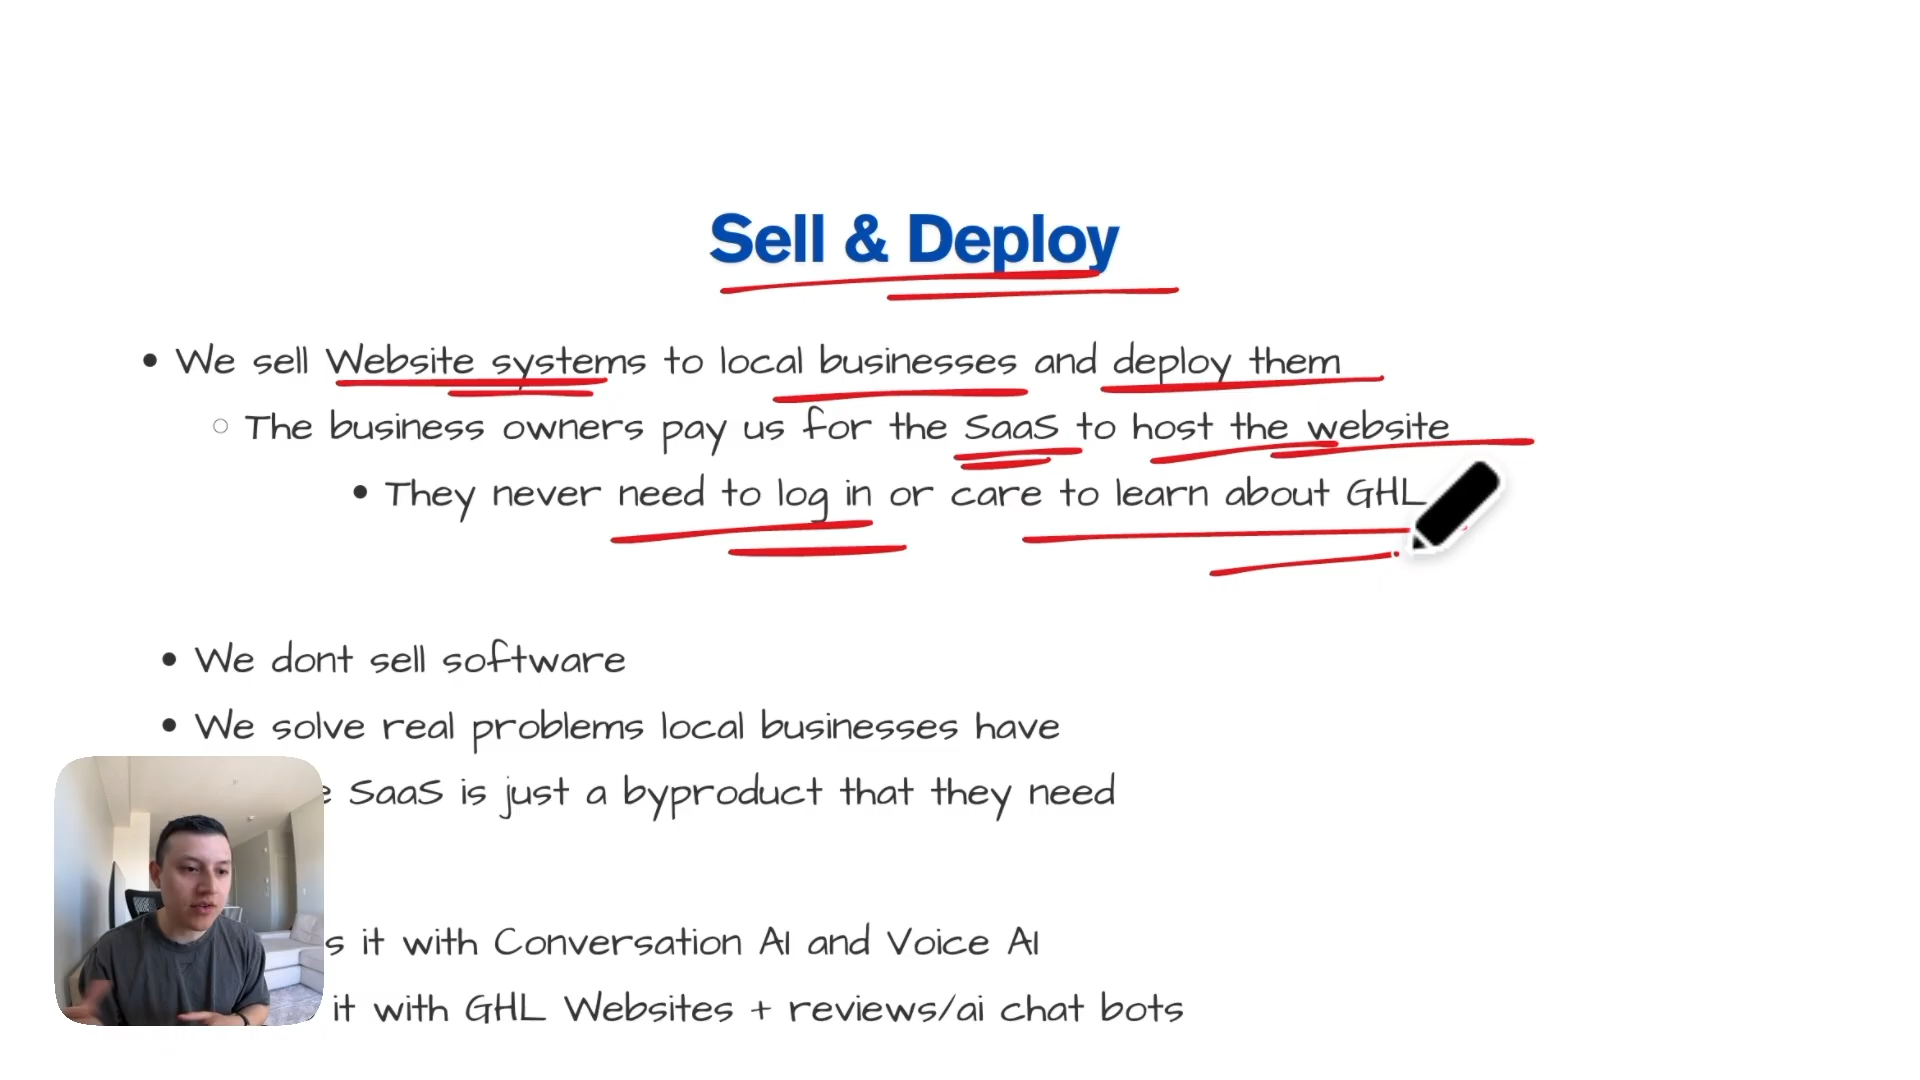 Sell & Deploy
We sell Website systems to local businesses and deploy them
The business owners pay us for the SaaS to host the website
They never need to log in or care to learn about GHL
We dont sell software
We solve real problems local businesses have
SaaS is just a byproduct that they need
it with Conversation AI and Voice AI
it with GHL Websites + reviews/ai chat bots